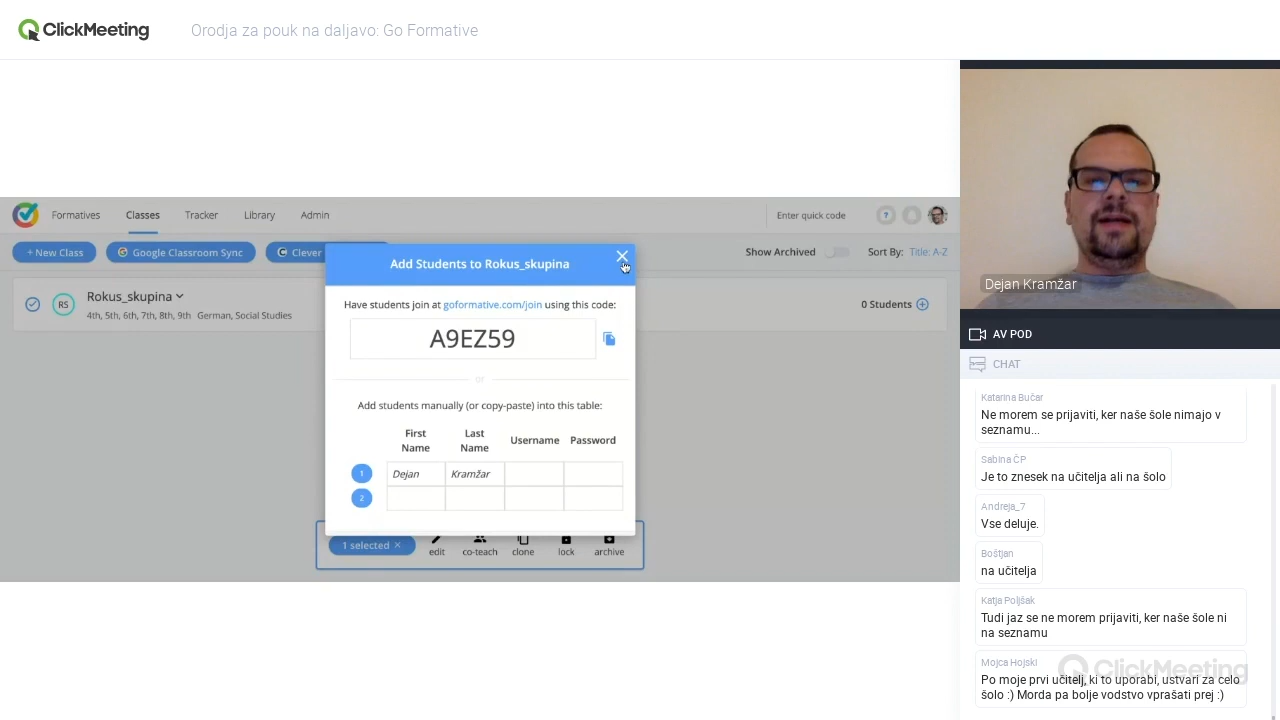 ClickMeeting
Orodja za pouk na daljavo: Go Formative
Formatives
Classes
Tracker
Library
Admin
Enter quick code
?
+ New Class
Google Classroom Sync
Clever
Show Archived
Sort By: Title: A-Z
RS
Rokus_skupina
4th, 5th, 6th, 7th, 8th, 9th German, Social Studies
0 Students
Add Students to Rokus_skupina
Have students join at goformative.com/join using this code:
A9EZ59
or
Add students manually (or copy-paste) into this table:
First Name
Last Name
Username
Password
1
Dejan
Kramžar
2
1 selected ×
edit
co-teach
clone
lock
archive
Dejan Kramžar
AV POD
CHAT
Katarina Bučar
Ne morem se prijaviti, ker naše šole nimajo v
seznamu...
Sabina ČP
Je to znesek na učitelja ali na šolo
Andreja_7
Vse deluje.
Boštjan
na učitelja
Katja Poljšak
Tudi jaz se ne morem prijaviti, ker naše šole ni
na seznamu
Mojca Hojski
Po moje prvi učitelj, ki to uporabi, ustvari za celo
šolo :) Morda pa bolje vodstvo vprašati prej :)
ClickMeeting